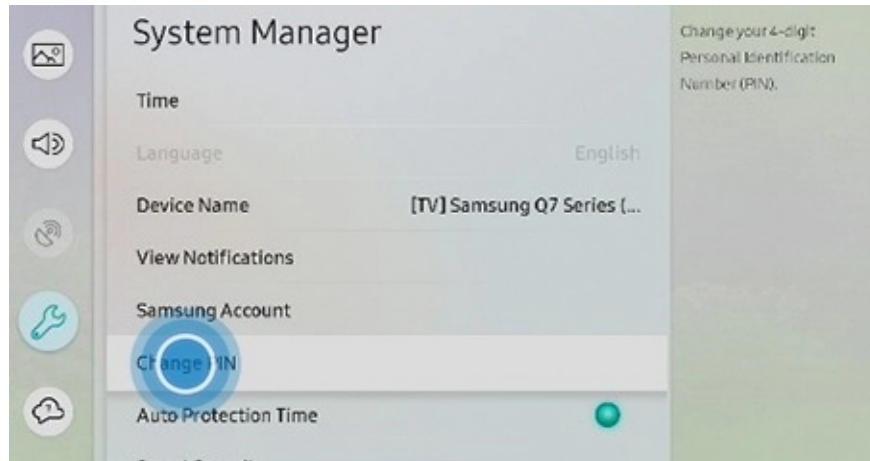 System Manager
Change your 4-digit
Personal Identification
Number (PIN).
Time
Language English
Device Name [TV] Samsung Q7 Series (...
View Notifications
Samsung Account
Change PIN
Auto Protection Time